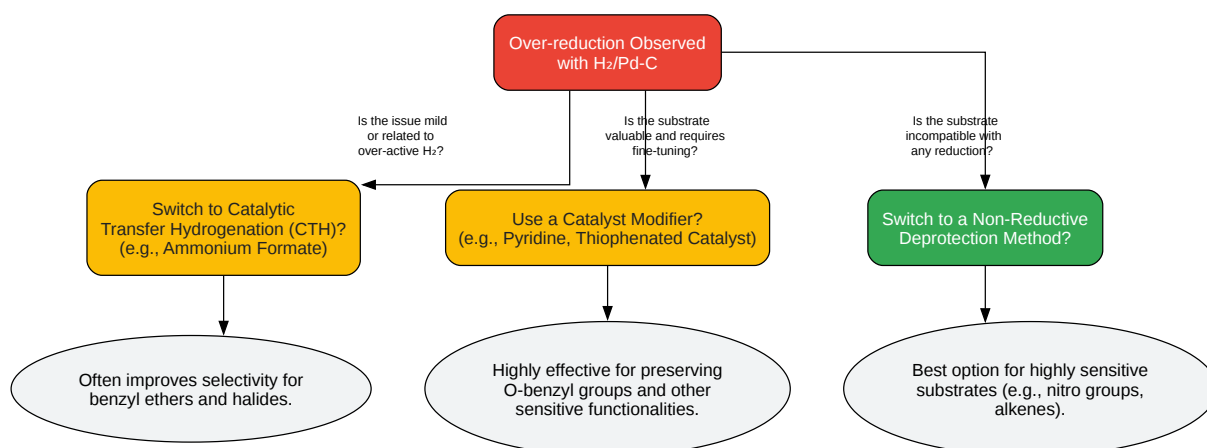 Over-reduction Observed
with H₂/Pd-C
Is the issue mild
or related to
over-active H₂?
Is the substrate
valuable and requires
fine-tuning?
Is the substrate
incompatible with
any reduction?
Switch to Catalytic
Transfer Hydrogenation (CTH)?
(e.g., Ammonium Formate)
Use a Catalyst Modifier?
(e.g., Pyridine, Thiophenated Catalyst)
Switch to a Non-Reductive
Deprotection Method?
Often improves selectivity for
benzyl ethers and halides.
Highly effective for preserving
O-benzyl groups and other
sensitive functionalities.
Best option for highly sensitive
substrates (e.g., nitro groups,
alkenes).